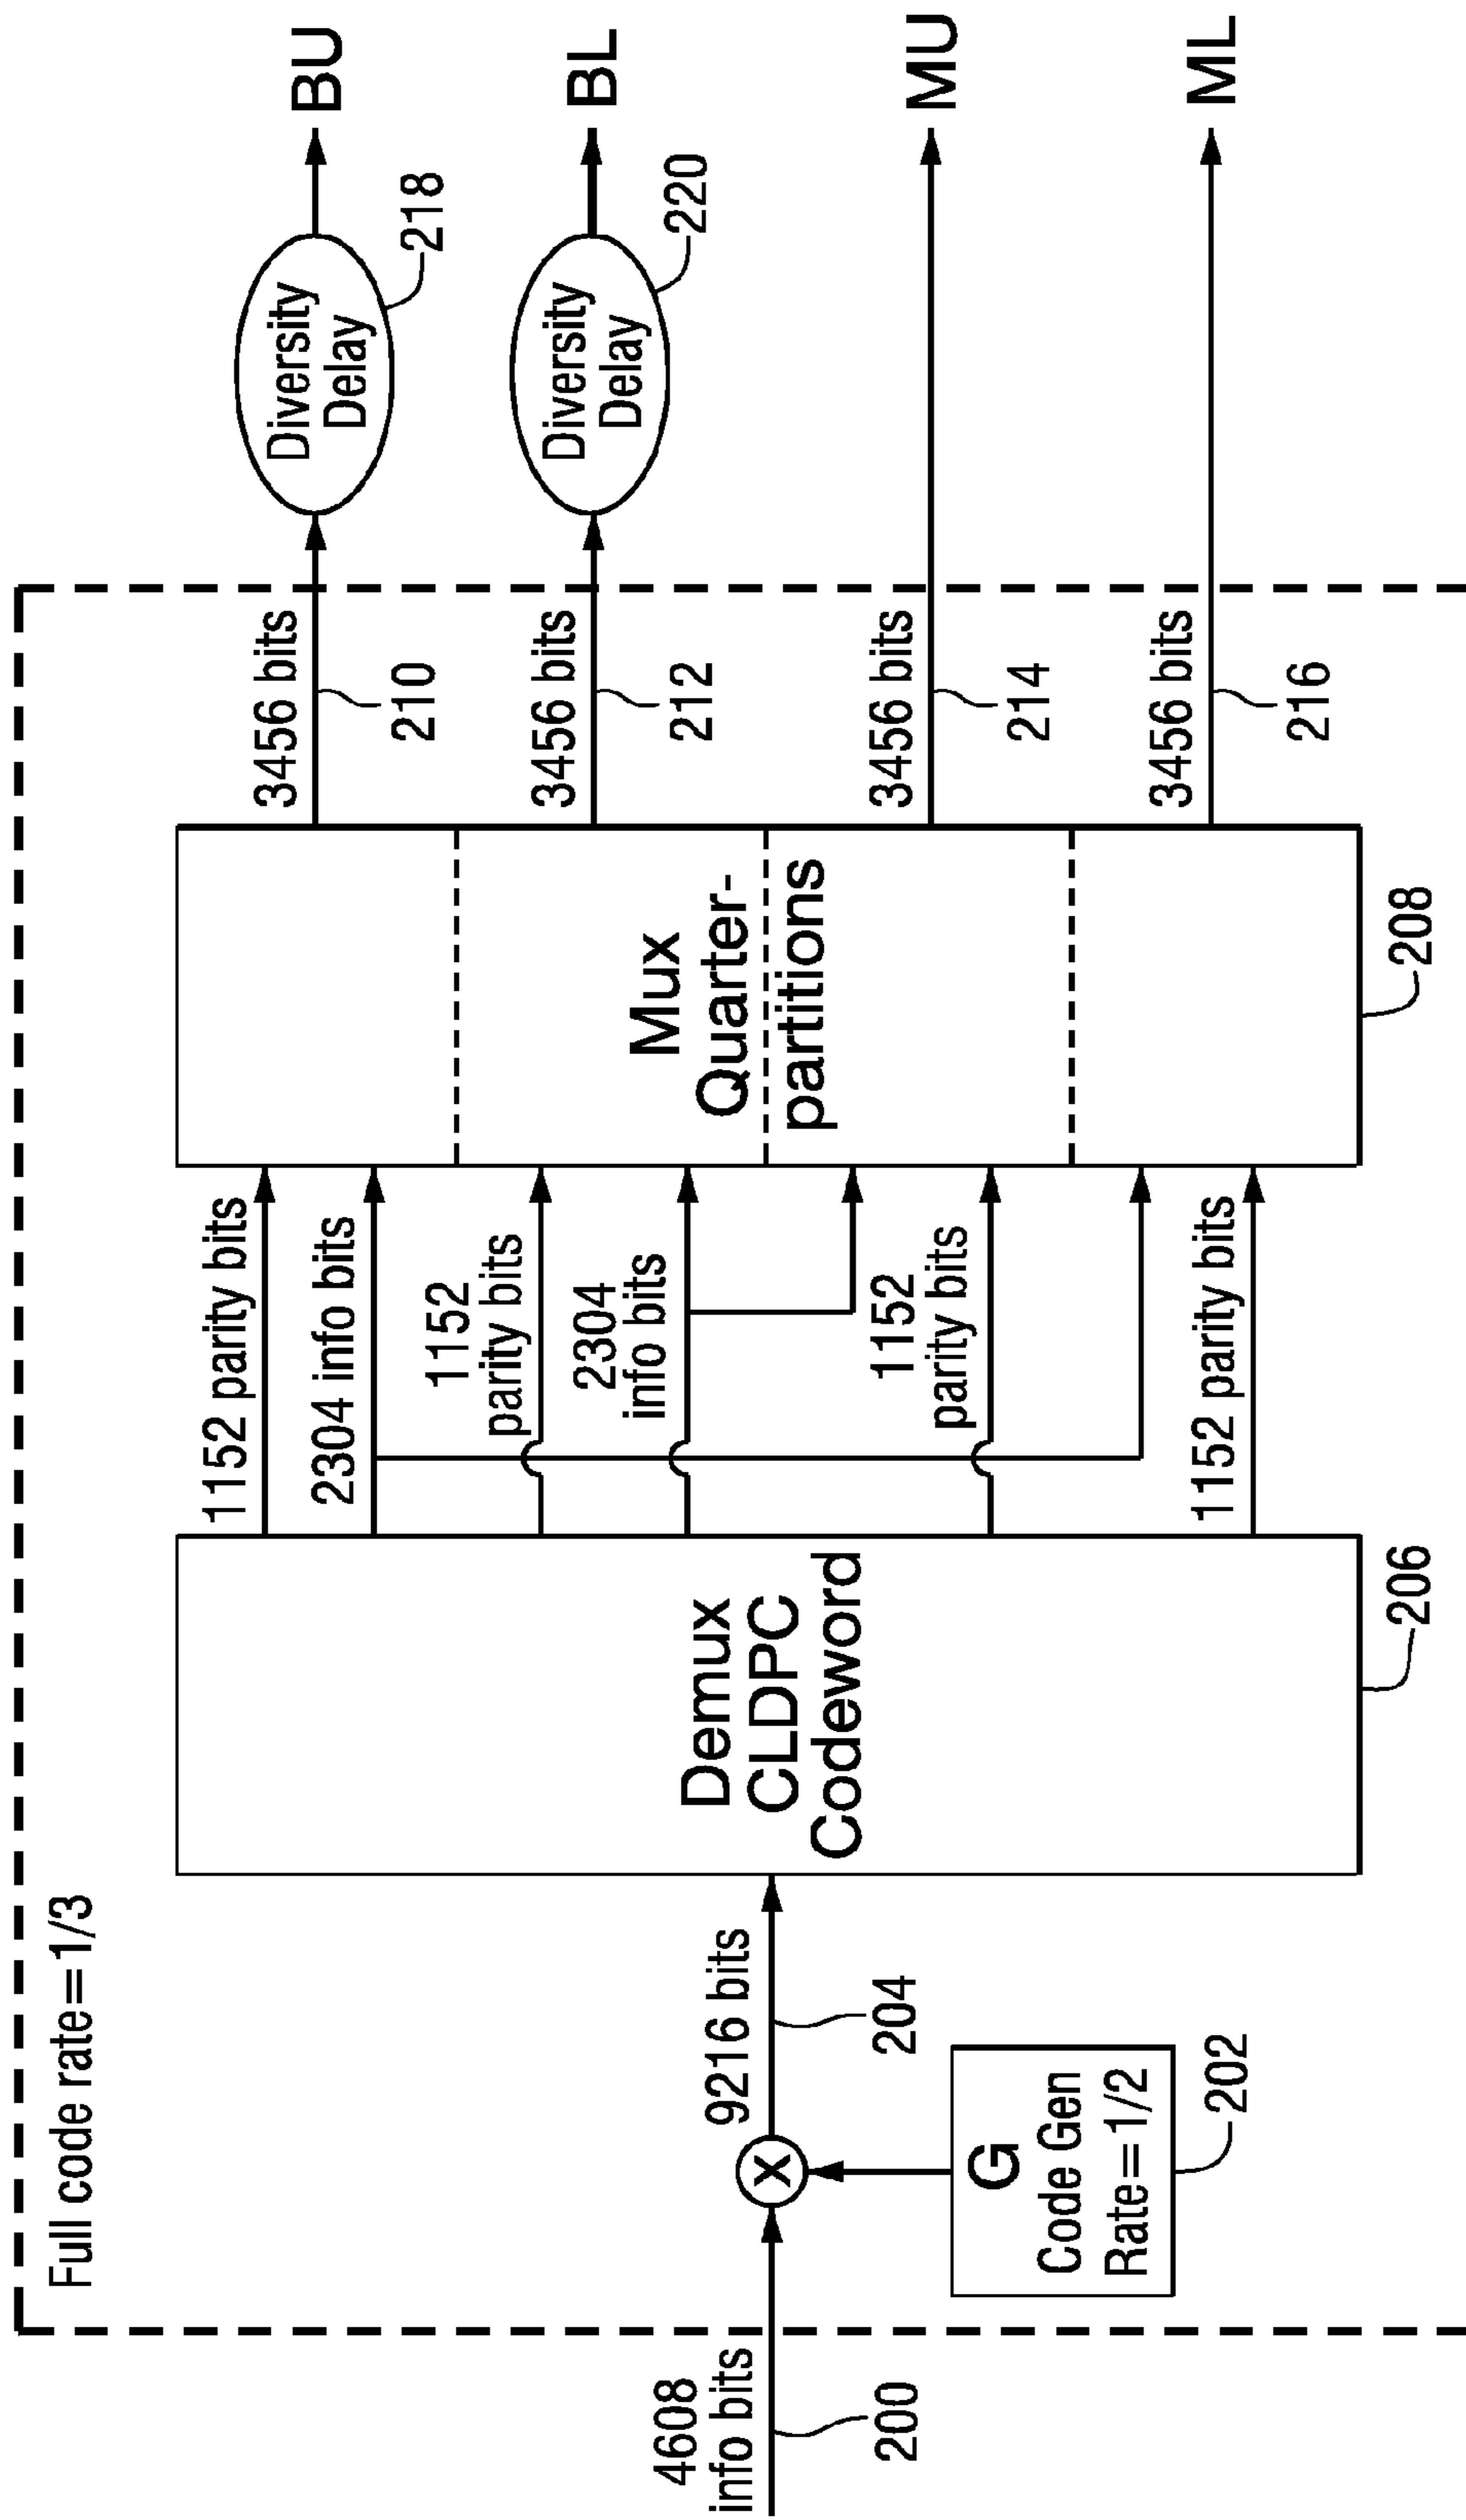 Full code rate=1/3
4608
info bits
200
G
Code Gen
Rate=1/2
202
X
9216 bits
204
Demux
CLDPC
Codeword
206
1152 parity bits
2304 info bits
1152
parity bits
2304
info bits
1152
parity bits
1152 parity bits
Mux
Quarter-
partitions
208
3456 bits
210
3456 bits
212
3456 bits
214
3456 bits
216
Diversity
Delay
218
Diversity
Delay
220
BU
BL
MU
ML